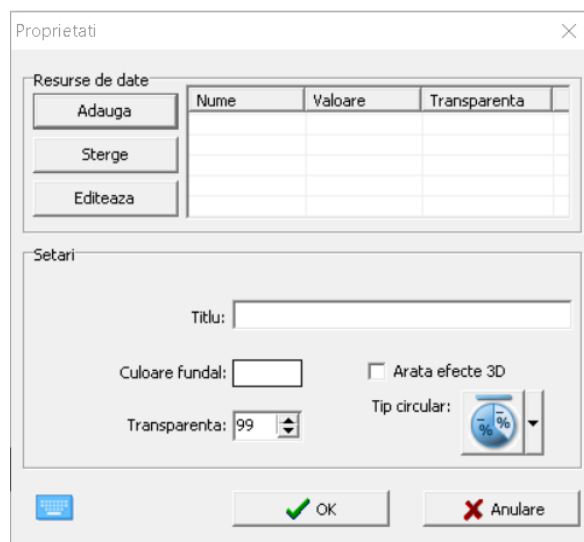 Proprietati
Resurse de date
Adauga
Nume Valoare Transparenta
Sterge
Editeaza
Setari
Titlu:
Culoare fundal:
Arata efecte 3D
Transparenta: 99
Tip circular:
% %
OK
Anulare